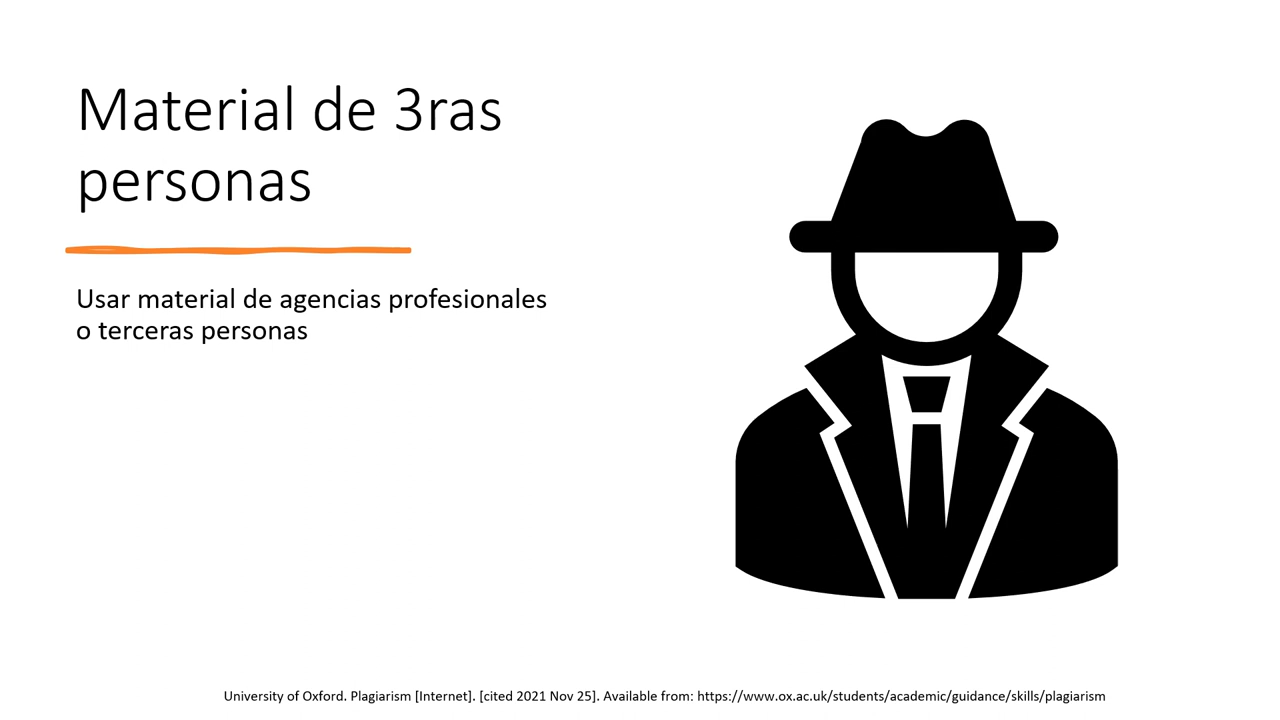 Material de 3ras
personas
Usar material de agencias profesionales
o terceras personas
University of Oxford. Plagiarism [Internet]. [cited 2021 Nov 25]. Available from: https://www.ox.ac.uk/students/academic/guidance/skills/plagiarism